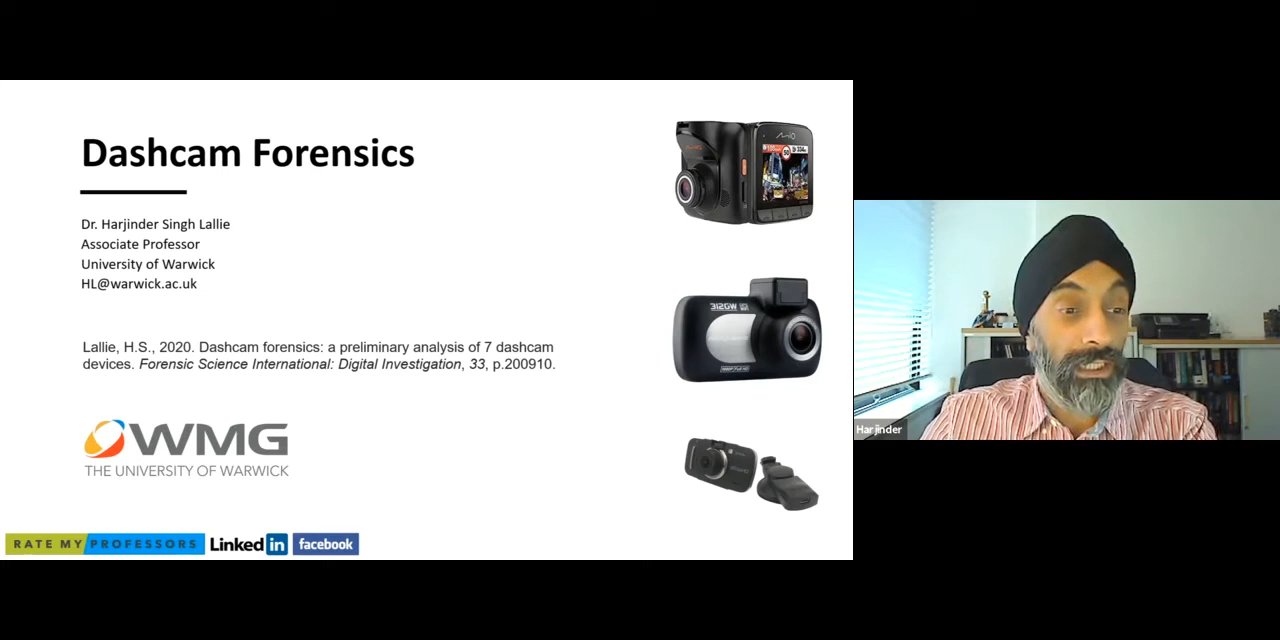 Dashcam Forensics
Dr. Harjinder Singh Lallie
Associate Professor
University of Warwick
HL@warwick.ac.uk
Lallie, H.S., 2020. Dashcam forensics: a preliminary analysis of 7 dashcam
devices. Forensic Science International: Digital Investigation, 33, p.200910.
WMG
THE UNIVERSITY OF WARWICK
RATE MY PROFESSORS
Linked in
facebook
312GW
Harjinder